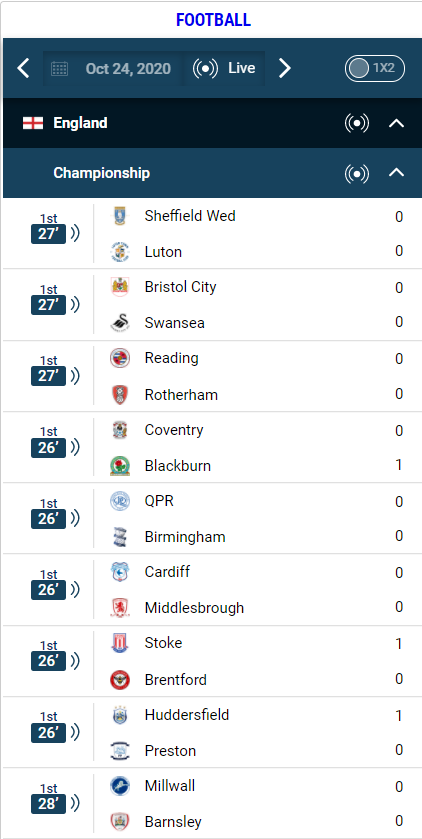 FOOTBALL
Oct 24, 2020 Live 1X2
England
Championship
1st Sheffield Wed 0
27’ Luton 0
1st Bristol City 0
27’ Swansea 0
1st Reading 0
27’ Rotherham 0
1st Coventry 0
26’ Blackburn 1
1st QPR 0
26’ Birmingham 0
1st Cardiff 0
26’ Middlesbrough 0
1st Stoke 1
26’ Brentford 0
1st Huddersfield 1
26’ Preston 0
1st Millwall 0
28’ Barnsley 0